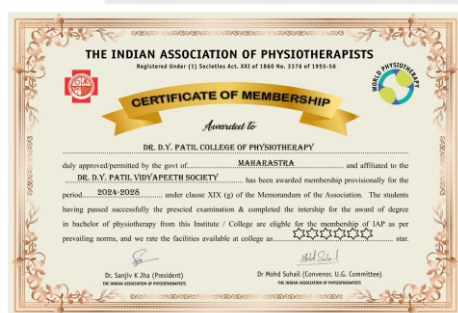 THE INDIAN ASSOCIATION OF PHYSIOTHERAPISTS
Registered Under (1) Societies Act. XXI of 1860 No. 3376 of 1955-56
WORLD PHYSIOTHERAPY
CERTIFICATE OF MEMBERSHIP
Awarded to
DR. D.Y. PATIL COLLEGE OF PHYSIOTHERAPY
duly approved/permitted by the govt of MAHARASTRA and affiliated to the
DR. D.Y. PATIL VIDYAPEETH SOCIETY has been awarded membership provisionally for the
period 2024-2028 under clause XIX (g) of the Memorandum of the Association. The students
having passed successfully the prescied examination & completed the intership for the award of degree
in bachelor of physiotherapy from this Institute / College are eligible for the membership of IAP as per
prevailing norms, and we rate the facilities available at college as star.
Dr. Sanjiv K Jha (President)
THE INDIAN ASSOCIATION OF PHYSIOTHERAPISTS
Dr Mohd Suhail (Convenor, U.G. Committee)
THE INDIAN ASSOCIATION OF PHYSIOTHERAPISTS